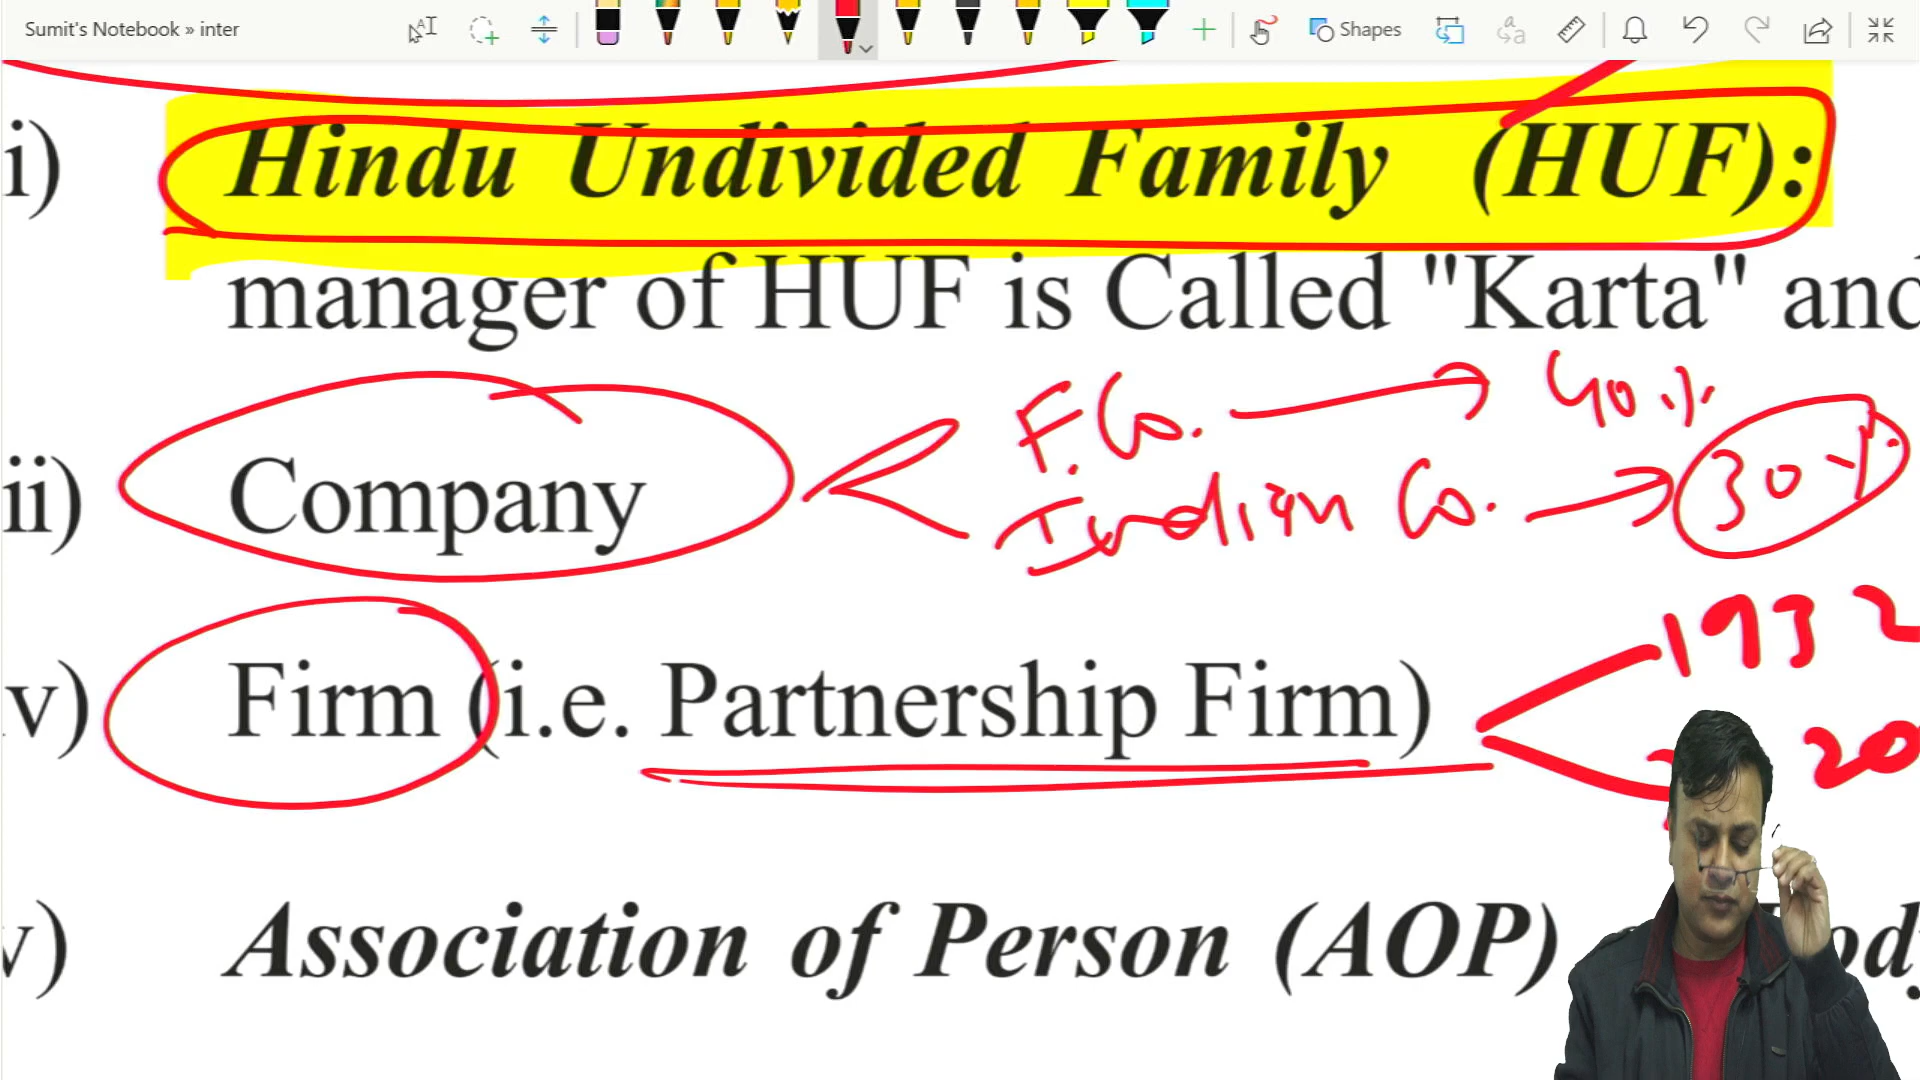 Sumit's Notebook » inter
Shapes
i) Hindu Undivided Family (HUF):
manager of HUF is Called "Karta" and
F. Co. → 40%
ii) Company
Indian Co. → 30%
1932
v) Firm (i.e. Partnership Firm)
20
v) Association of Person (AOP)